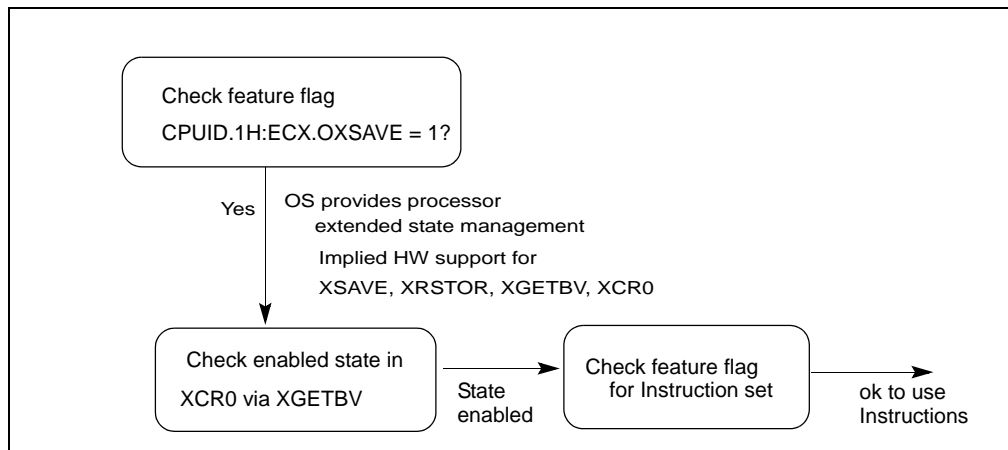 Check feature flag
CPUID.1H:ECX.OXSAVE = 1?
Yes
OS provides processor
extended state management
Implied HW support for
XSAVE, XRSTOR, XGETBV, XCR0
Check enabled state in
XCR0 via XGETBV
State
enabled
Check feature flag
for Instruction set
ok to use
Instructions